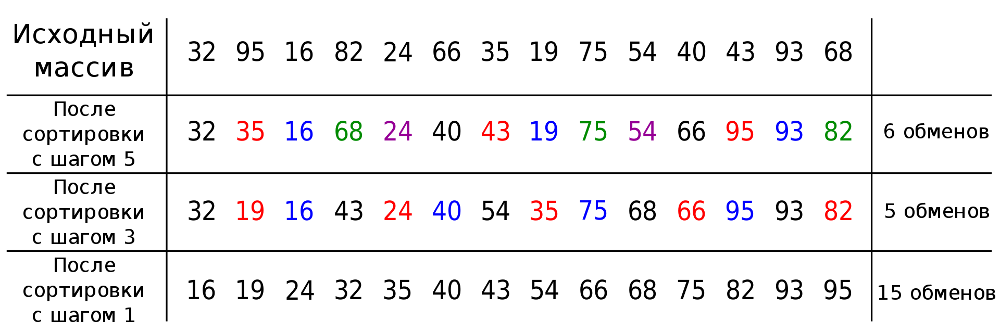 Исходный
массив
32 95 16 82 24 66 35 19 75 54 40 43 93 68
После
сортировки
с шагом 5
32 35 16 68 24 40 43 19 75 54 66 95 93 82
6 обменов
После
сортировки
с шагом 3
32 19 16 43 24 40 54 35 75 68 66 95 93 82
5 обменов
После
сортировки
с шагом 1
16 19 24 32 35 40 43 54 66 68 75 82 93 95
15 обменов